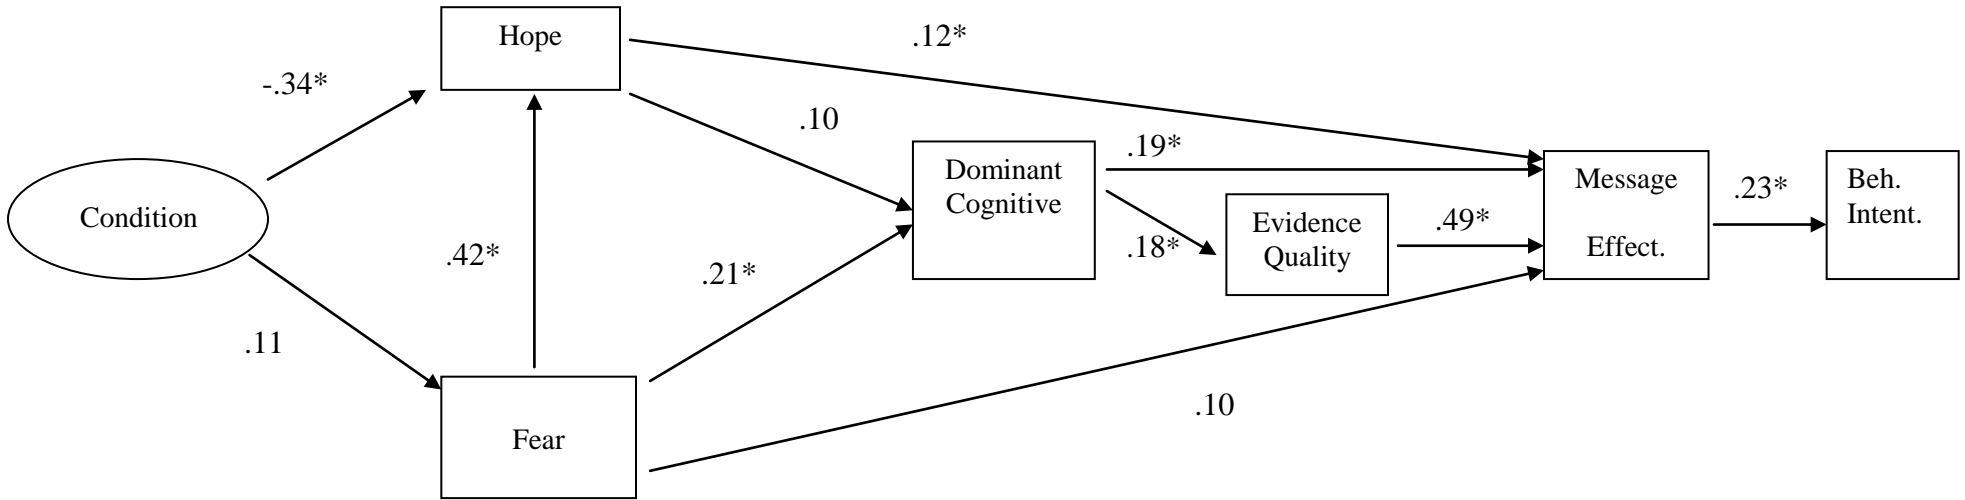 Hope
.12*
-.34*
.10
.19*
Dominant
Cognitive
Message
Effect.
.23*
Beh.
Intent.
Condition
Evidence
Quality
.49*
.18*
.42*
.21*
.11
.10
Fear